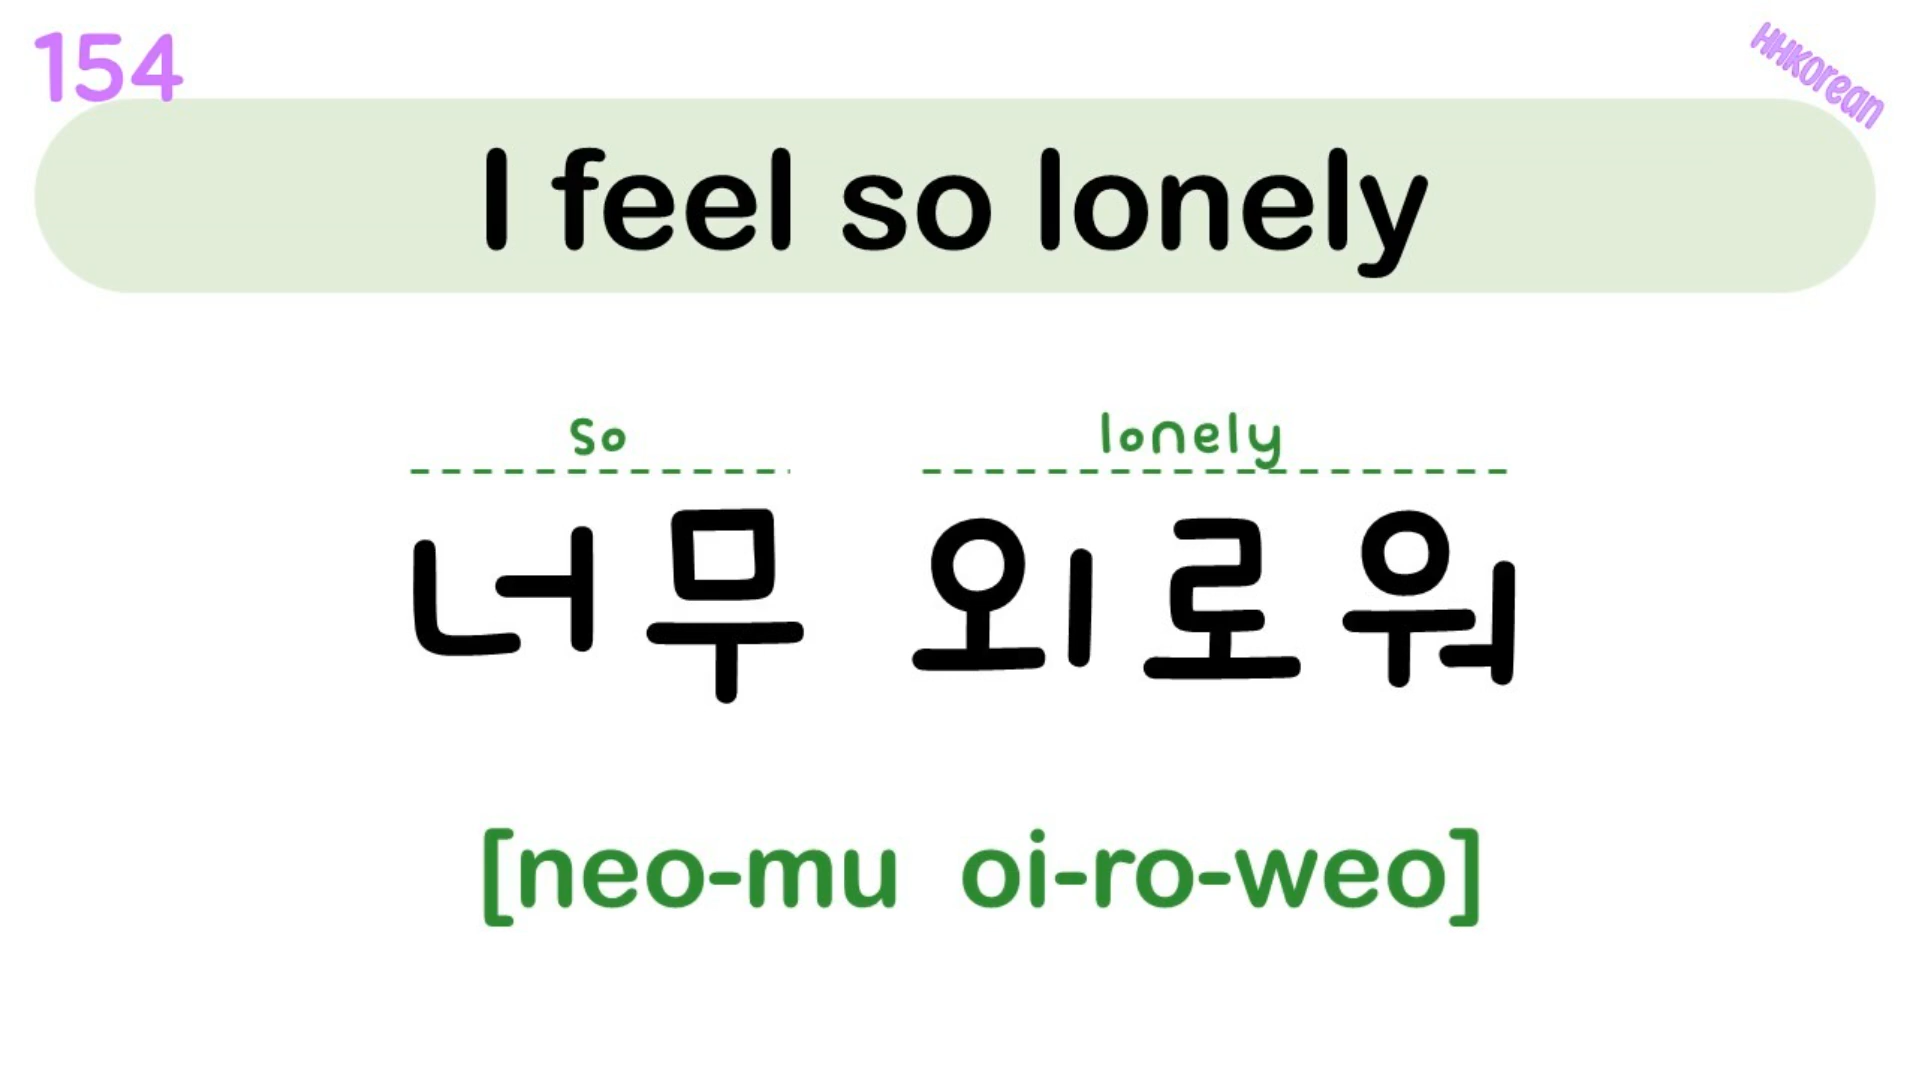 154
HHKorean
I feel so lonely
so lonely
너무 외로워
[neo-mu oi-ro-weo]